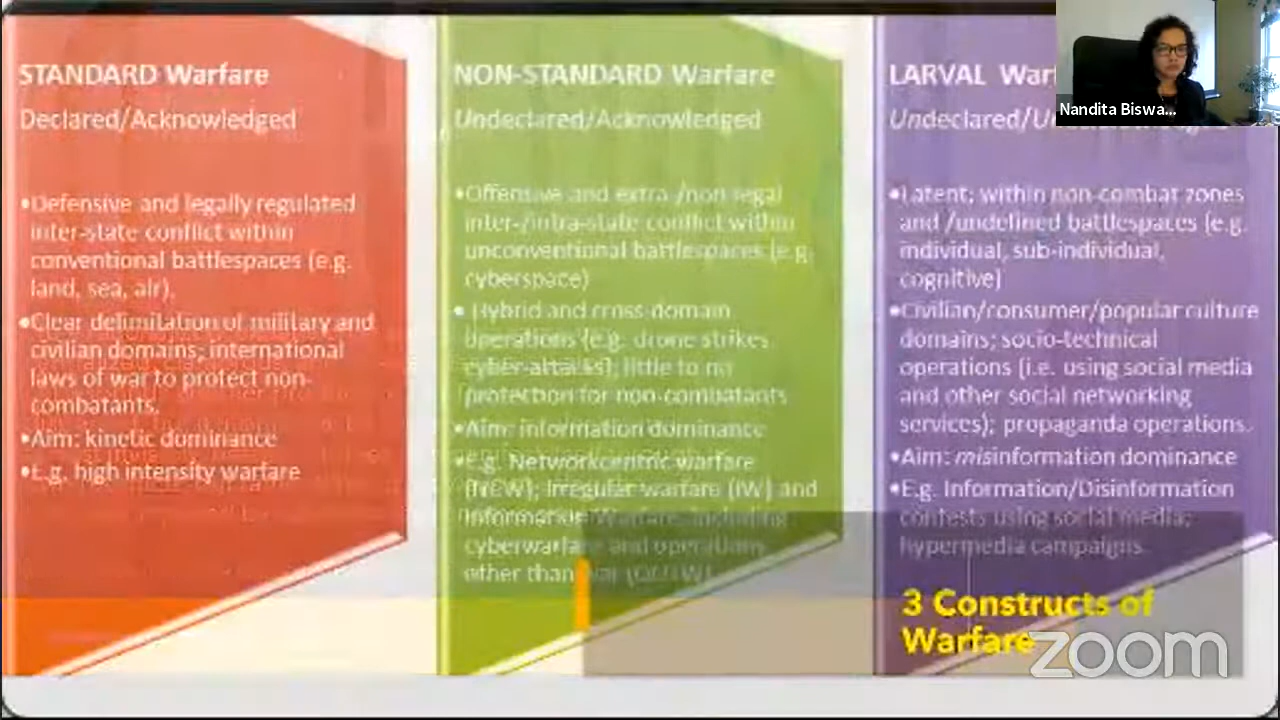 STANDARD Warfare
Declared/Acknowledged
•Defensive and legally regulated
inter-state conflict within
conventional battlespaces (e.g.
land, sea, air).
•Clear delimitation of military and
civilian domains; international
laws of war to protect non-
combatants.
•Aim: kinetic dominance
•E.g. high intensity warfare
NON-STANDARD Warfare
Undeclared/Acknowledged
•Offensive and extra-/non legal
inter-/intra-state conflict within
unconventional battlespaces (e.g.
cyberspace)
• Hybrid and cross-domain
operations (e.g. drone strikes,
cyber-attacks); little to no
protection for non-combatants
•Aim: information dominance
•E.g. Networkcentric warfare
(NCW); Irregular warfare (IW) and
Information Warfare, including
cyberwarfare and operations
other than war (OOTW).
LARVAL
Undeclared/
•Latent; within non-combat zones
and /undefined battlespaces (e.g.
individual, sub-individual,
cognitive)
•Civilian/consumer/popular culture
domains; socio-technical
operations (i.e. using social media
and other social networking
services); propaganda operations.
•Aim: misinformation dominance
•E.g. Information/Disinformation
contests using social media;
hypermedia campaigns.
3 Constructs of
Warfare
Nandita Biswa...
zoom